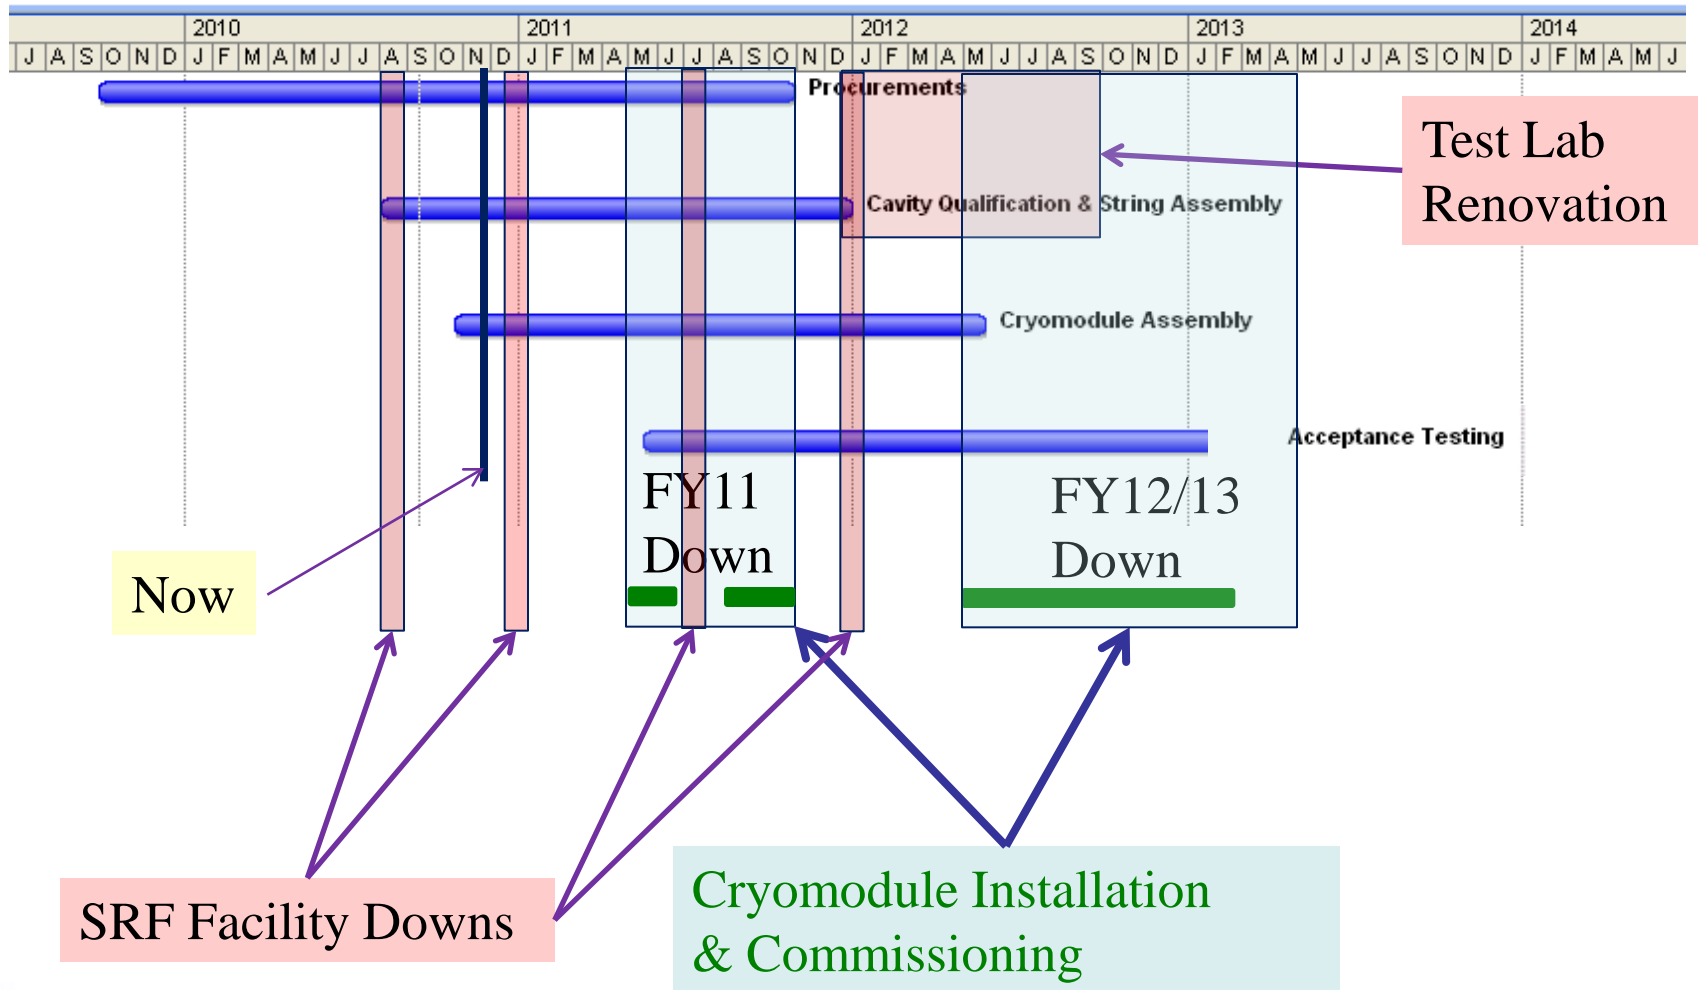 2010 2011 2012 2013 2014
J A S O N D J F M A M J J A S O N D J F M A M J J A S O N D J F M A M J J A S O N D J F M A M J J A S O N D J F M A M J
Procurements
Cavity Qualification & String Assembly
Cryomodule Assembly
Acceptance Testing
Test Lab
Renovation
FY11
Down
FY12/13
Down
Now
SRF Facility Downs
Cryomodule Installation
& Commissioning